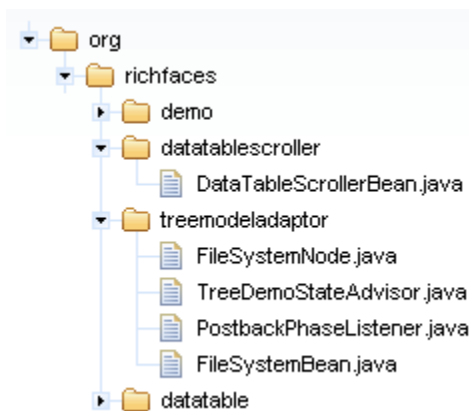 org
richfaces
demo
datatablescroller
DataTableScrollerBean.java
treemodeladaptor
FileSystemNode.java
TreeDemoStateAdvisor.java
PostbackPhaseListener.java
FileSystemBean.java
datatable